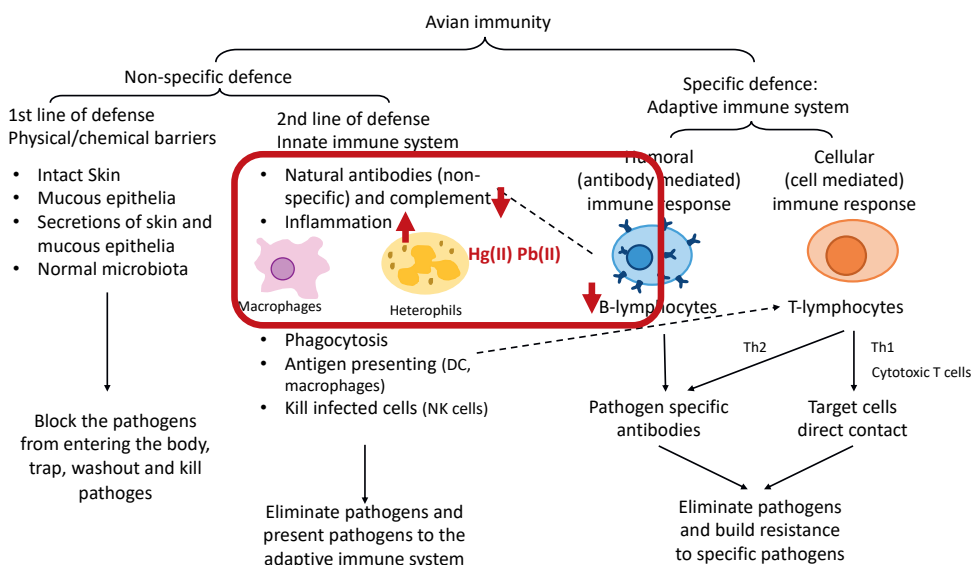 Avian immunity
Non-specific defence
1st line of defense
Physical/chemical barriers
• Intact Skin
• Mucous epithelia
• Secretions of skin and
mucous epithelia
• Normal microbiota
Block the pathogens
from entering the body,
trap, washout and kill
pathoges
2nd line of defense
Innate immune system
• Natural antibodies (non-
specific) and complement
• Inflammation
Hg(II) Pb(II)
Macrophages
Heterophils
• Phagocytosis
• Antigen presenting (DC,
macrophages)
• Kill infected cells (NK cells)
Eliminate pathogens and
present pathogens to the
adaptive immune system
Specific defence:
Adaptive immune system
Humoral
(antibody mediated)
immune response
B-lymphocytes
Cellular
(cell mediated)
immune response
T-lymphocytes
Th2
Th1
Cytotoxic T cells
Pathogen specific
antibodies
Target cells
direct contact
Eliminate pathogens
and build resistance
to specific pathogens